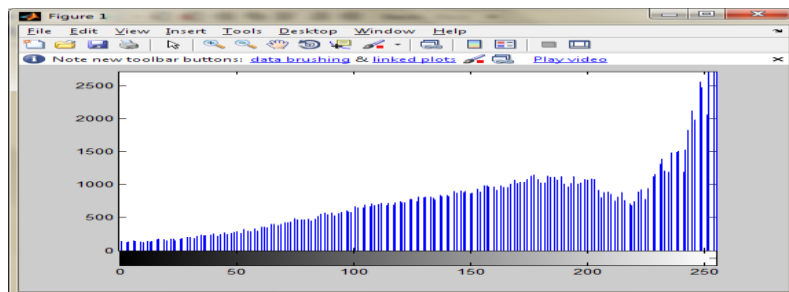 Figure 1
File Edit View Insert Tools Desktop Window Help
Note new toolbar buttons: data brushing & linked plots Play video
2500
2000
1500
1000
500
0
0 50 100 150 200 250